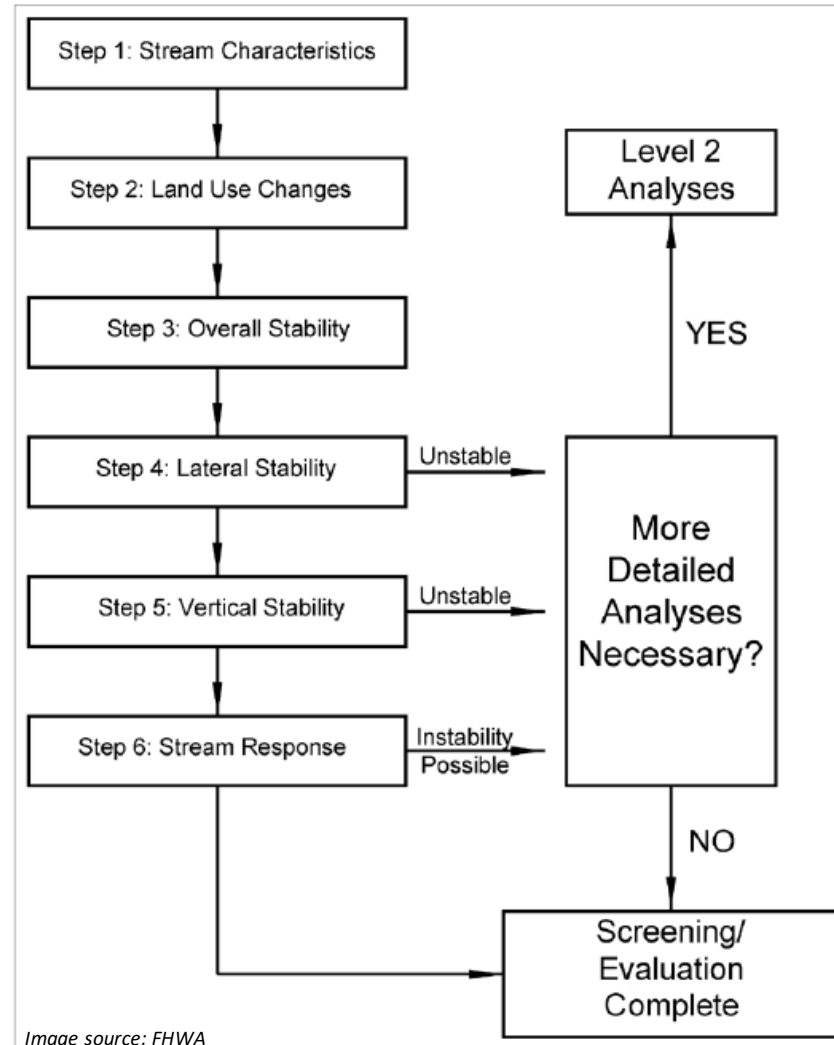 Step 1: Stream Characteristics
Step 2: Land Use Changes
Level 2
Analyses
Step 3: Overall Stability
YES
Step 4: Lateral Stability
Unstable
More
Detailed
Analyses
Necessary?
Step 5: Vertical Stability
Unstable
Step 6: Stream Response
Instability
Possible
NO
Screening/
Evaluation
Complete
Image source: FHWA